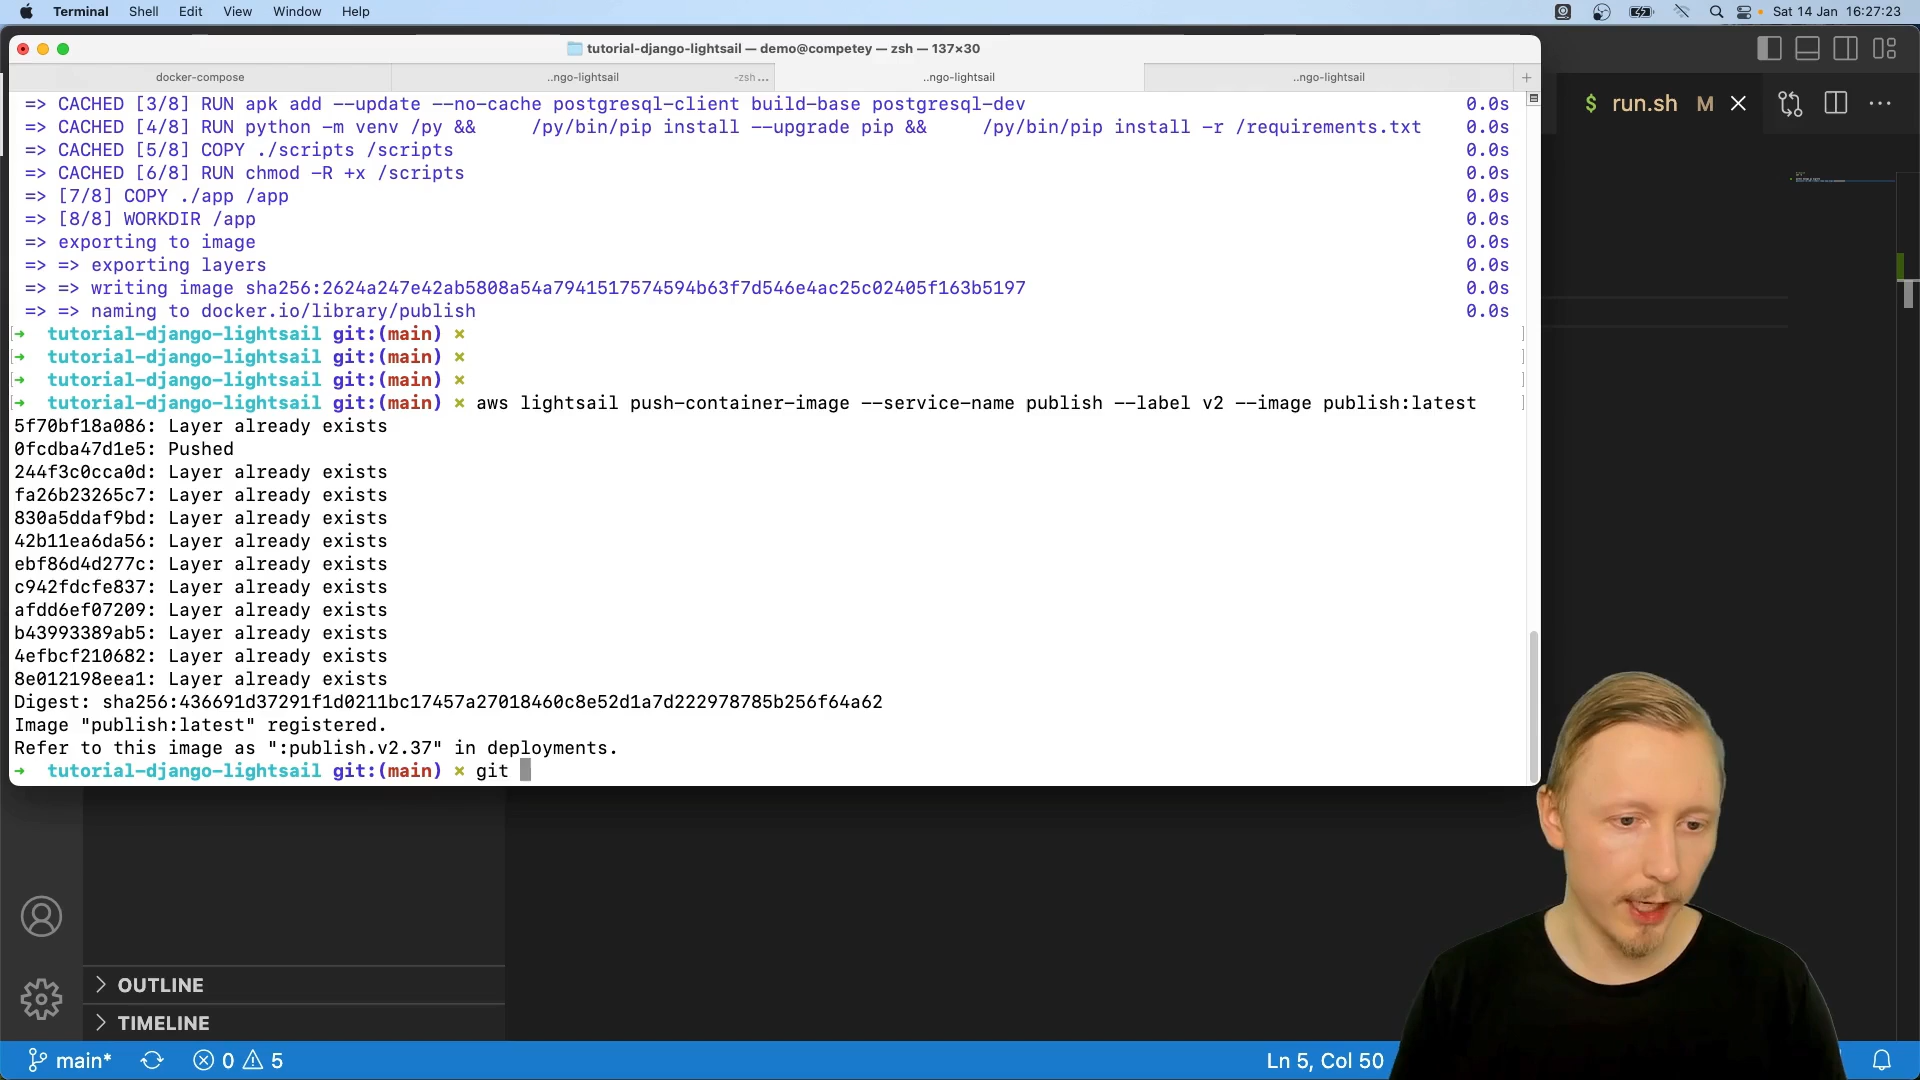 Terminal Shell Edit View Window Help Sat 14 Jan 16:27:23
tutorial-django-lightsail — demo@competey — zsh — 137×30
docker-compose ..ngo-lightsail -zsh ... ..ngo-lightsail ..ngo-lightsail +
$ run.sh M
=> CACHED [3/8] RUN apk add --update --no-cache postgresql-client build-base postgresql-dev 0.0s
=> CACHED [4/8] RUN python -m venv /py && /py/bin/pip install --upgrade pip && /py/bin/pip install -r /requirements.txt 0.0s
=> CACHED [5/8] COPY ./scripts /scripts 0.0s
=> CACHED [6/8] RUN chmod -R +x /scripts 0.0s
=> [7/8] COPY ./app /app 0.0s
=> [8/8] WORKDIR /app 0.0s
=> exporting to image 0.0s
=> => exporting layers 0.0s
=> => writing image sha256:2624a247e42ab5808a54a7941517574594b63f7d546e4ac25c02405f163b5197 0.0s
=> => naming to docker.io/library/publish 0.0s
[→ tutorial-django-lightsail git:(main) × ]
[→ tutorial-django-lightsail git:(main) × ]
[→ tutorial-django-lightsail git:(main) × ]
[→ tutorial-django-lightsail git:(main) × aws lightsail push-container-image --service-name publish --label v2 --image publish:latest ]
5f70bf18a086: Layer already exists
0fcdba47d1e5: Pushed
244f3c0cca0d: Layer already exists
fa26b23265c7: Layer already exists
830a5ddaf9bd: Layer already exists
42b11ea6da56: Layer already exists
ebf86d4d277c: Layer already exists
c942fdcfe837: Layer already exists
afdd6ef07209: Layer already exists
b43993389ab5: Layer already exists
4efbcf210682: Layer already exists
8e012198eea1: Layer already exists
Digest: sha256:436691d37291f1d0211bc17457a27018460c8e52d1a7d222978785b256f64a62
Image "publish:latest" registered.
Refer to this image as ":publish.v2.37" in deployments.
→ tutorial-django-lightsail git:(main) × git
OUTLINE
TIMELINE
main* 0 5 Ln 5, Col 50